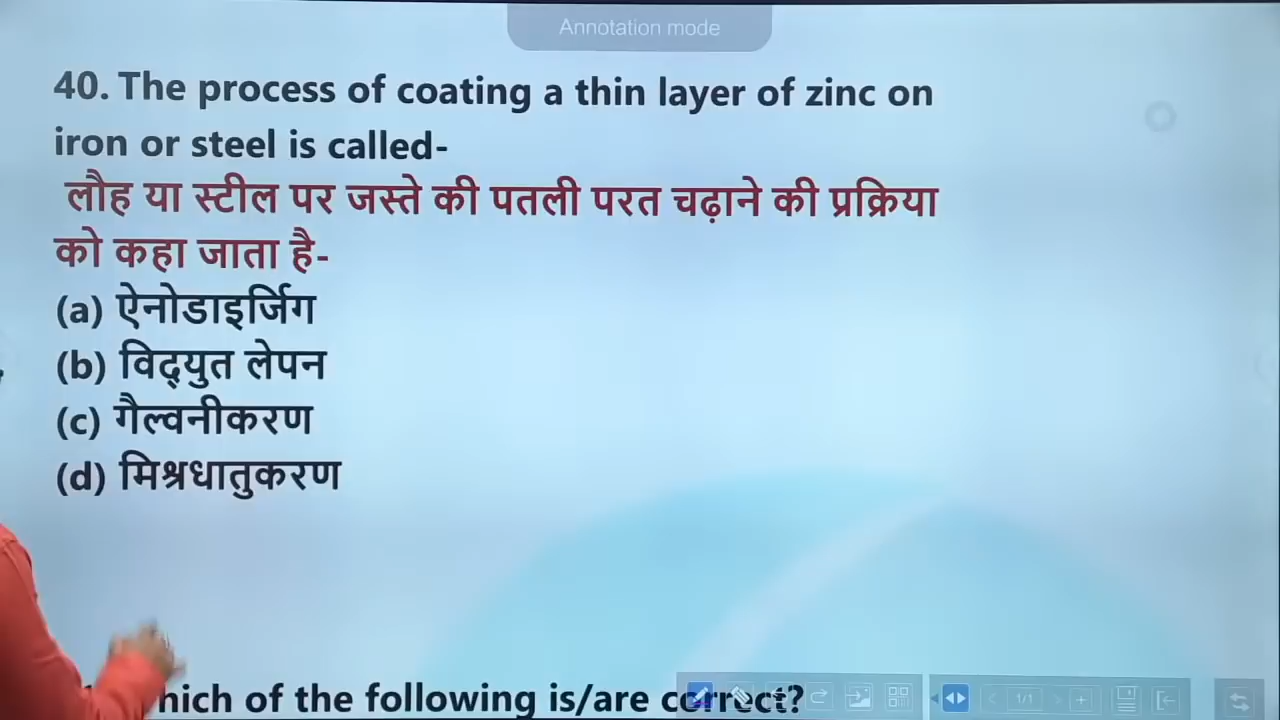 Annotation mode
40. The process of coating a thin layer of zinc on
iron or steel is called-
लौह या स्टील पर जस्ते की पतली परत चढ़ाने की प्रक्रिया
को कहा जाता है-
(a) ऐनोडाइर्जिग
(b) विद्युत लेपन
(c) गैल्वनीकरण
(d) मिश्रधातुकरण
of the following is/are correct?
1/1